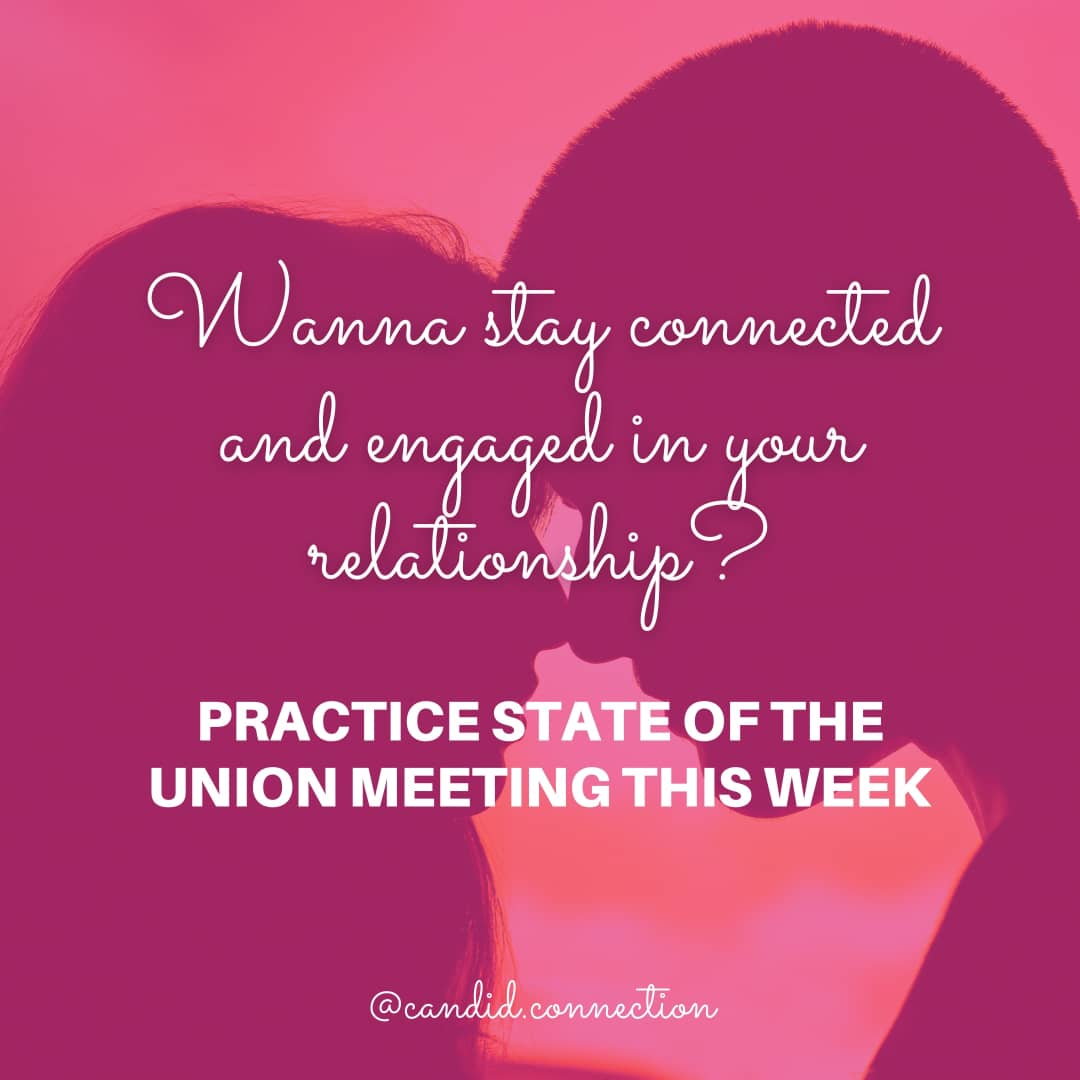 Wanna stay connected
and engaged in your
relationship?
PRACTICE STATE OF THE
UNION MEETING THIS WEEK
@candid.connection